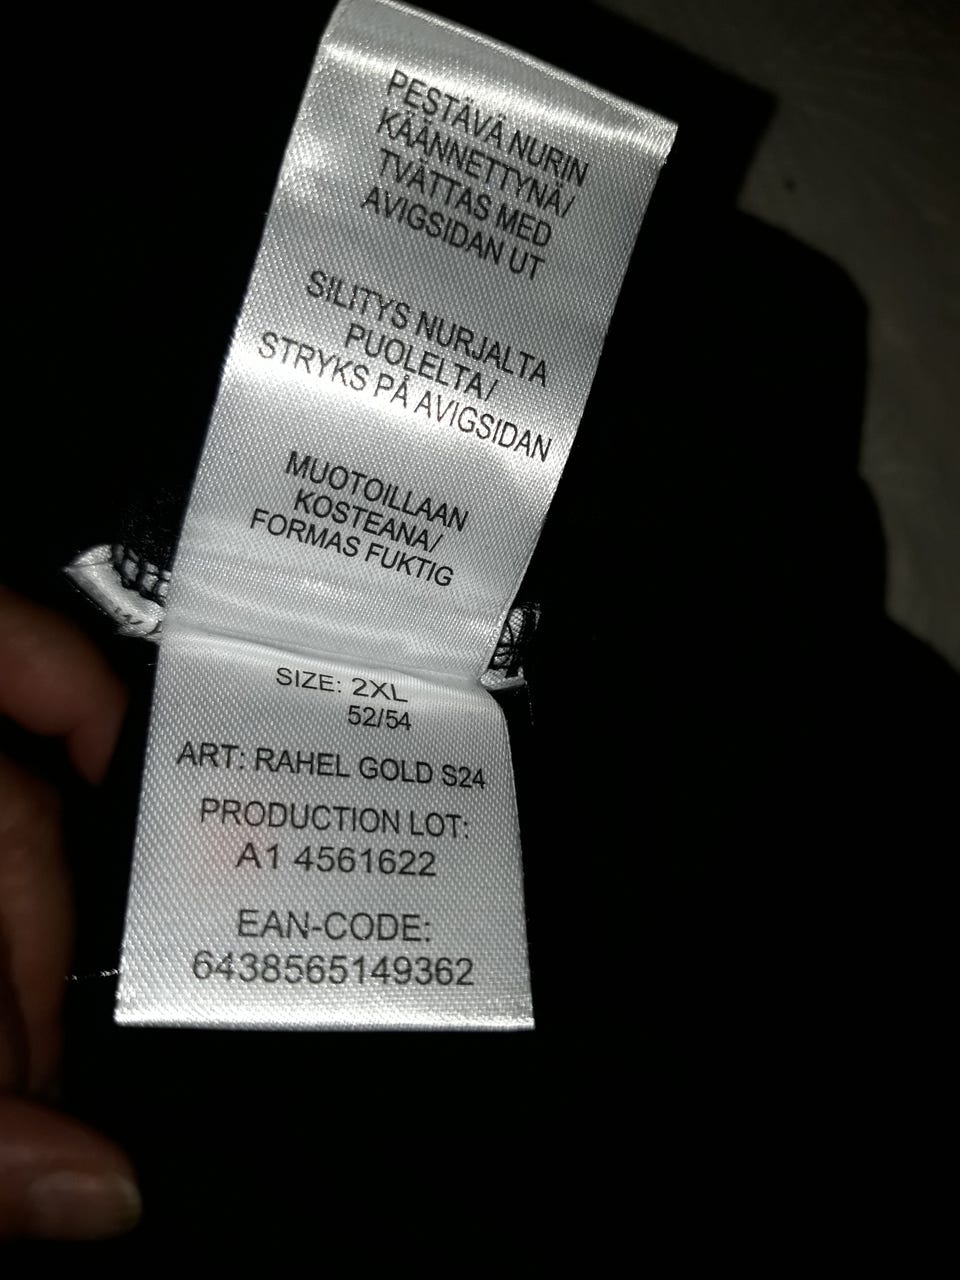 PESTÄVÄ NURIN
KÄÄNNETTYNÄ/
TVÄTTAS MED
AVIGSIDAN UT
SILITYS NURJALTA
PUOLELTA/
STRYKS PÅ AVIGSIDAN
MUOTOILLAAN
KOSTEANA/
FORMAS FUKTIG
SIZE: 2XL
52/54
ART: RAHEL GOLD S24
PRODUCTION LOT:
A1 4561622
EAN-CODE:
6438565149362